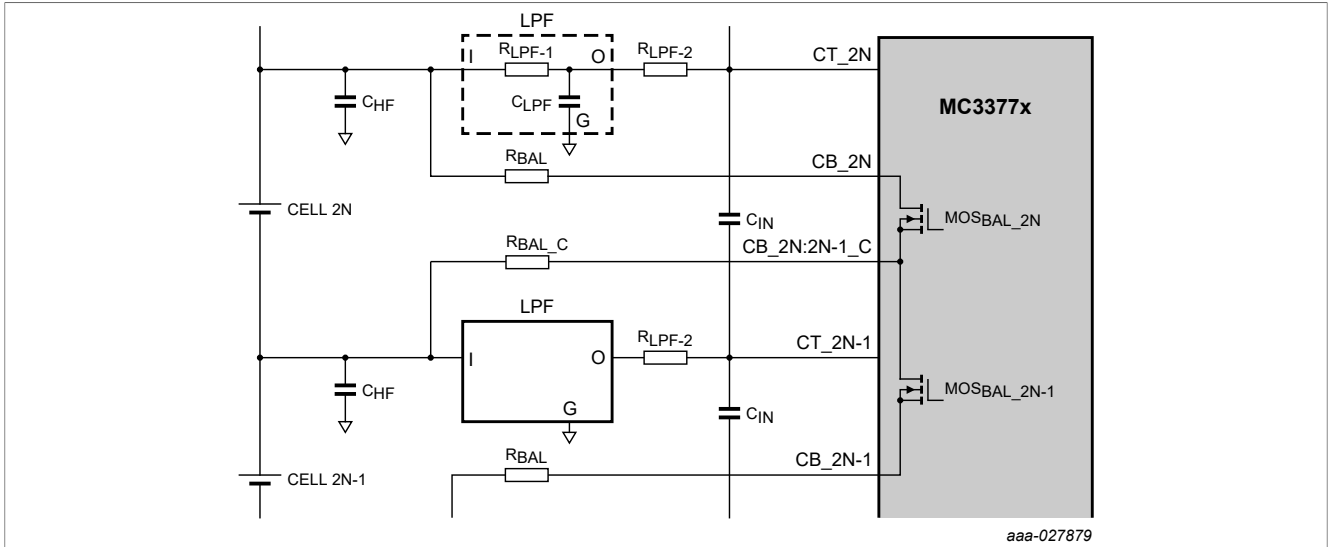 LPF
I
RLPF-1
O
RLPF-2
CT_2N
CHF
CLPF
G
MC3377x
RBAL
CB_2N
CELL 2N
CIN
MOSBAL_2N
RBAL_C
CB_2N:2N-1_C
LPF
I
O
RLPF-2
CT_2N-1
CHF
G
CIN
MOSBAL_2N-1
RBAL
CB_2N-1
CELL 2N-1
aaa-027879